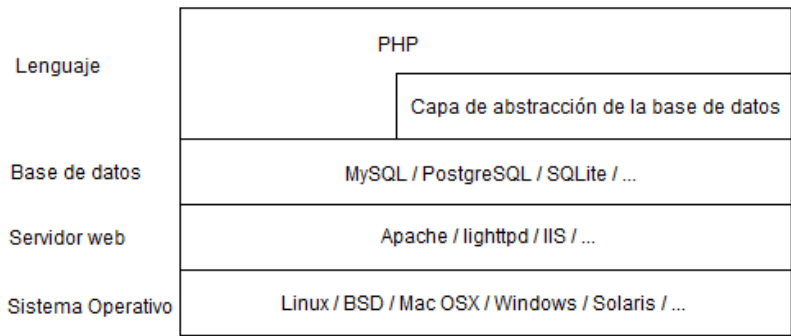 Lenguaje
PHP
Capa de abstracción de la base de datos
Base de datos
MySQL / PostgreSQL / SQLite / ...
Servidor web
Apache / lighttpd / IIS / ...
Sistema Operativo
Linux / BSD / Mac OSX / Windows / Solaris / ...